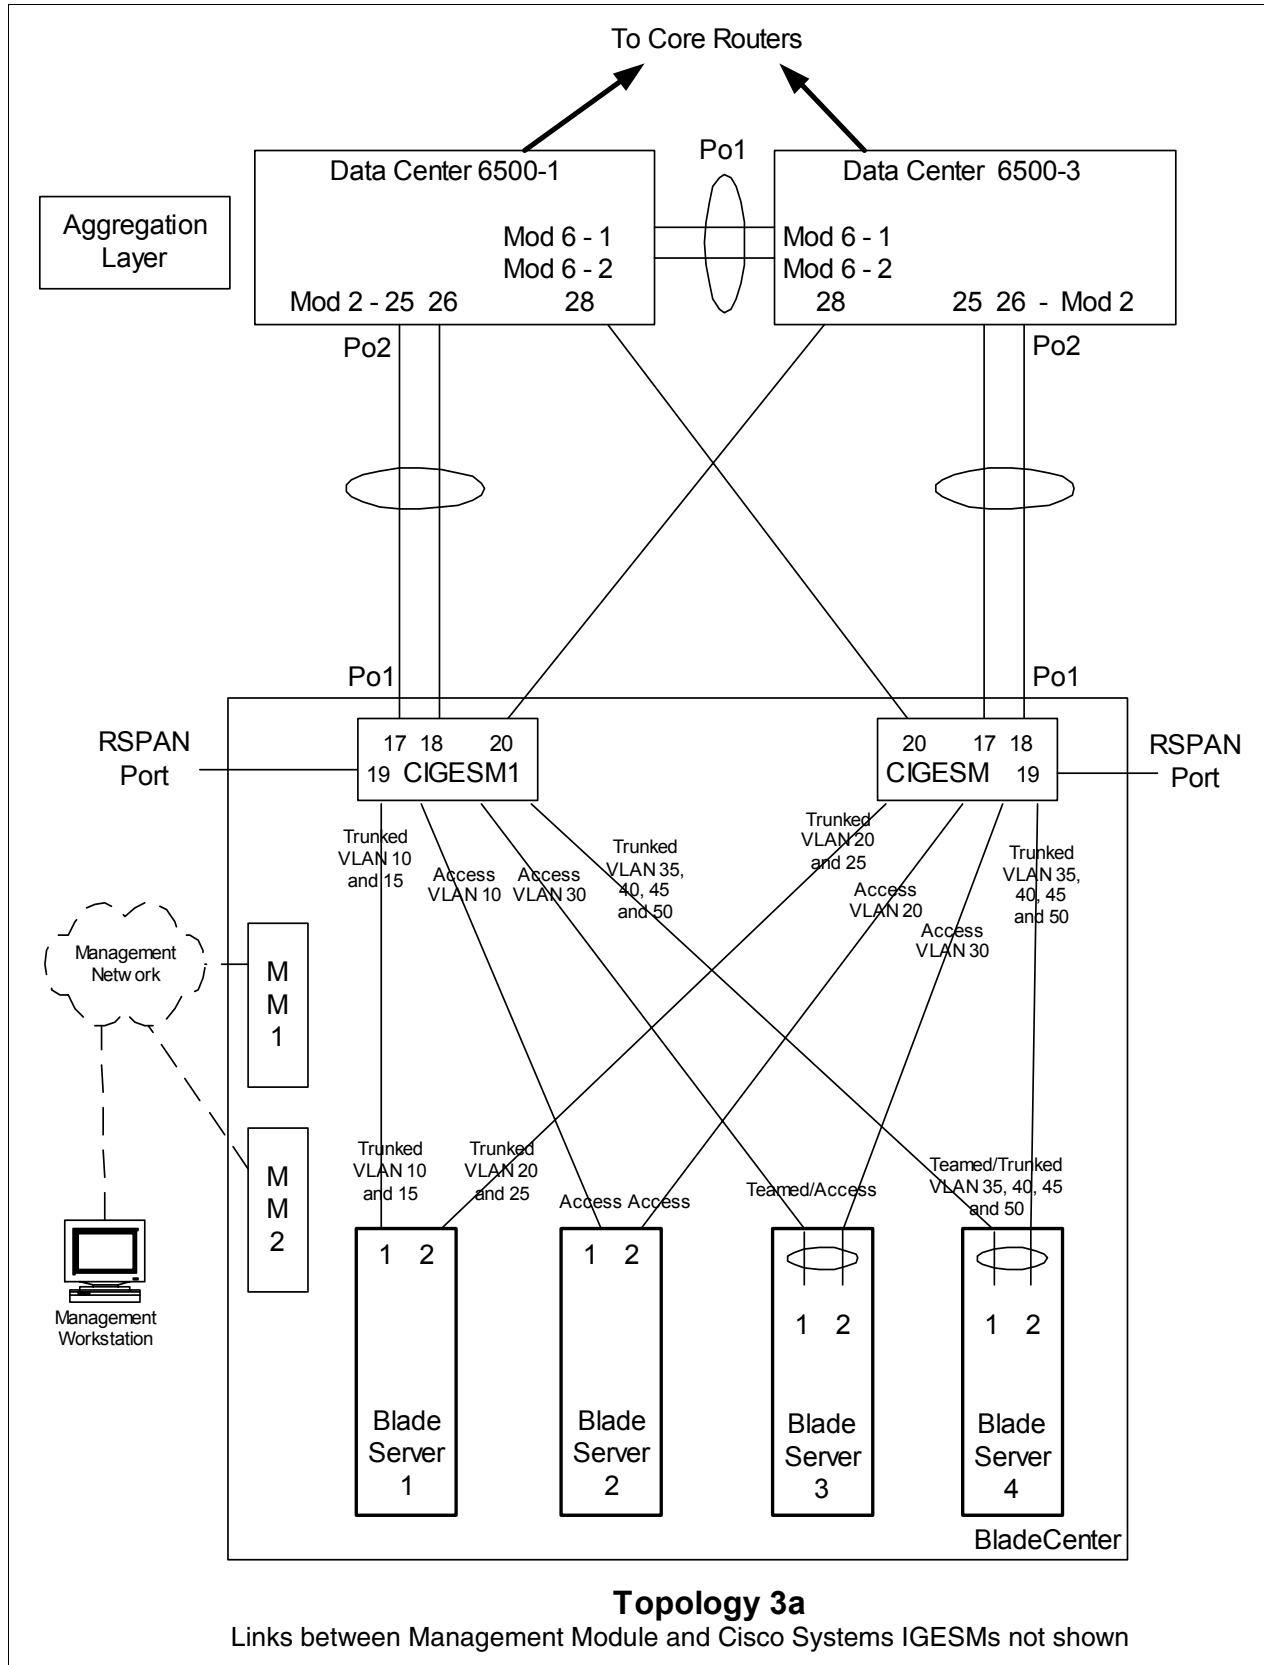 To Core Routers
Data Center 6500-1
Po1
Data Center 6500-3
Aggregation
Layer
Mod 6 - 1
Mod 6 - 2
Mod 6 - 1
Mod 6 - 2
Mod 2 - 25 26
28
28
25 26 - Mod 2
Po2
Po2
Po1
Po1
RSPAN
Port
17 18 20
19 CIGESM1
20 17 18
CIGESM 19
RSPAN
Port
Trunked
VLAN 10
and 15
Access
VLAN 10
Access
VLAN 30
Trunked
VLAN 35,
40, 45
and 50
Trunked
VLAN 20
and 25
Access
VLAN 20
Access
VLAN 30
Trunked
VLAN 35,
40, 45
and 50
Management
Network
M
M
1
M
M
2
Management
Workstation
Trunked
VLAN 10
and 15
Trunked
VLAN 20
and 25
Access Access
Teamed/Access
Teamed/Trunked
VLAN 35, 40, 45
and 50
1 2
1 2
1 2
1 2
Blade
Server
1
Blade
Server
2
Blade
Server
3
Blade
Server
4
BladeCenter
Topology 3a
Links between Management Module and Cisco Systems IGESMs not shown